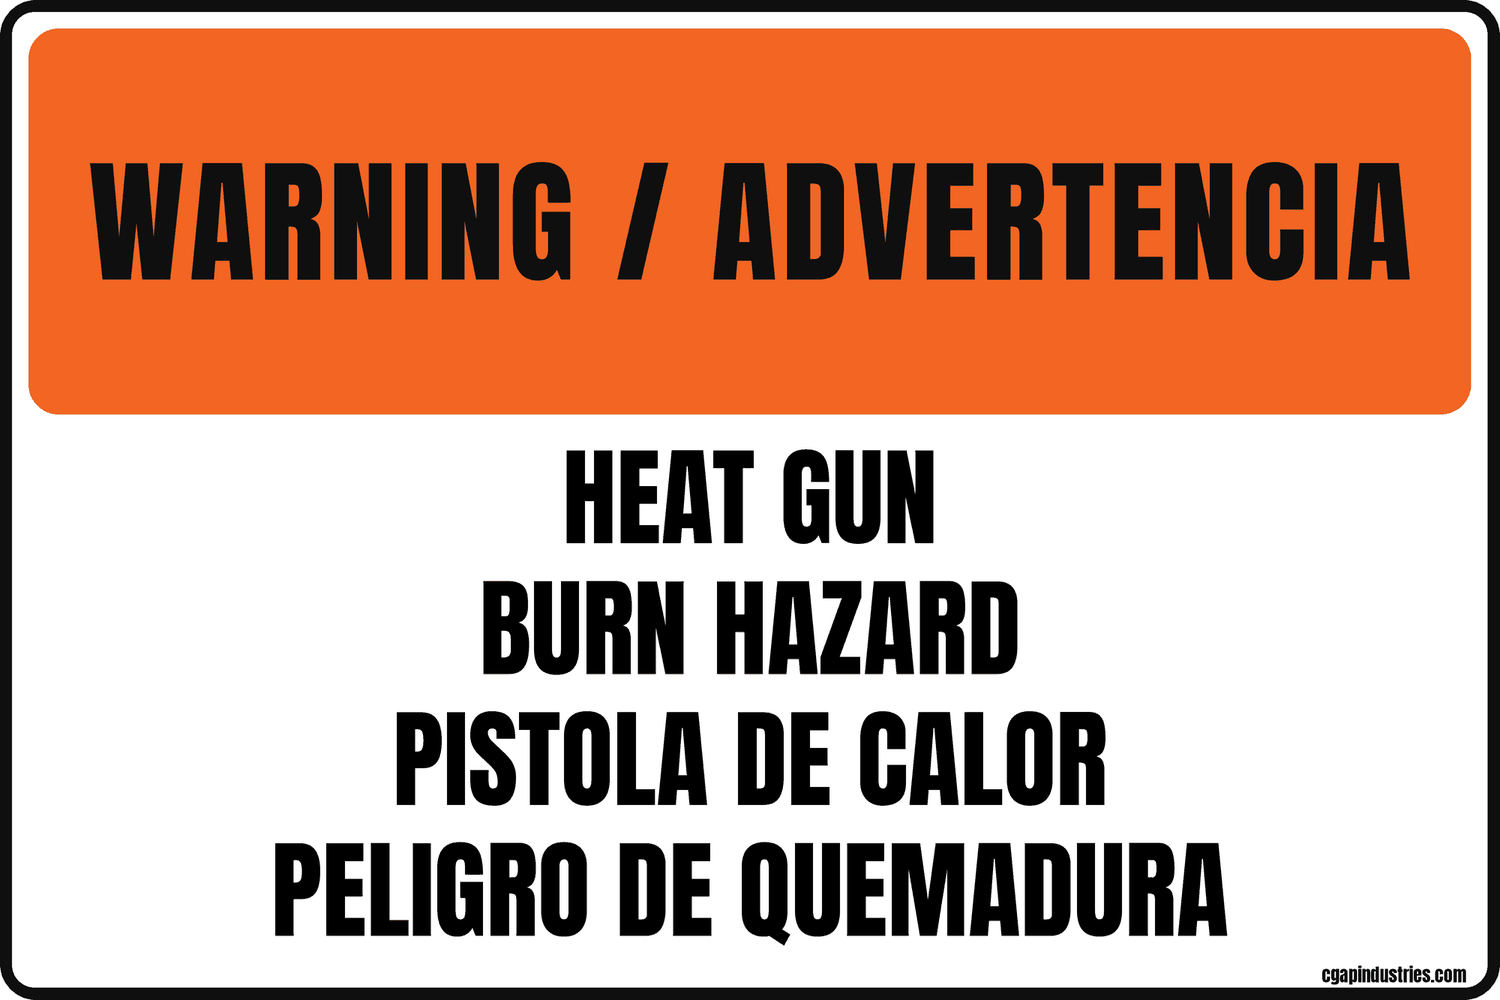 WARNING / ADVERTENCIA
HEAT GUN
BURN HAZARD
PISTOLA DE CALOR
PELIGRO DE QUEMADURA
cgapindustries.com